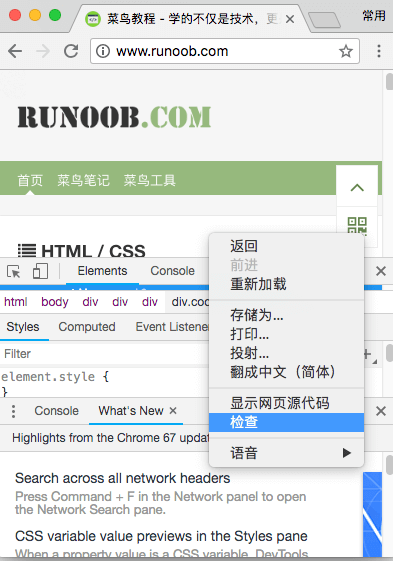 菜鸟教程 - 学的不仅是技术，更
常用
www.runoob.com
RUNOOB.COM
首页 菜鸟笔记 菜鸟工具
HTML / CSS
返回
前进
重新加载
存储为...
打印...
投射...
翻成中文（简体）
显示网页源代码
检查
语音
Elements Console
html body div div div div.coc
Styles Computed Event Listener
Filter
element.style {
}
Console What's New
Highlights from the Chrome 67 updat
Search across all network headers
Press Command + F in the Network panel to open
the Network Search pane.
CSS variable value previews in the Styles pane
When a property value is a CSS variable, DevTools